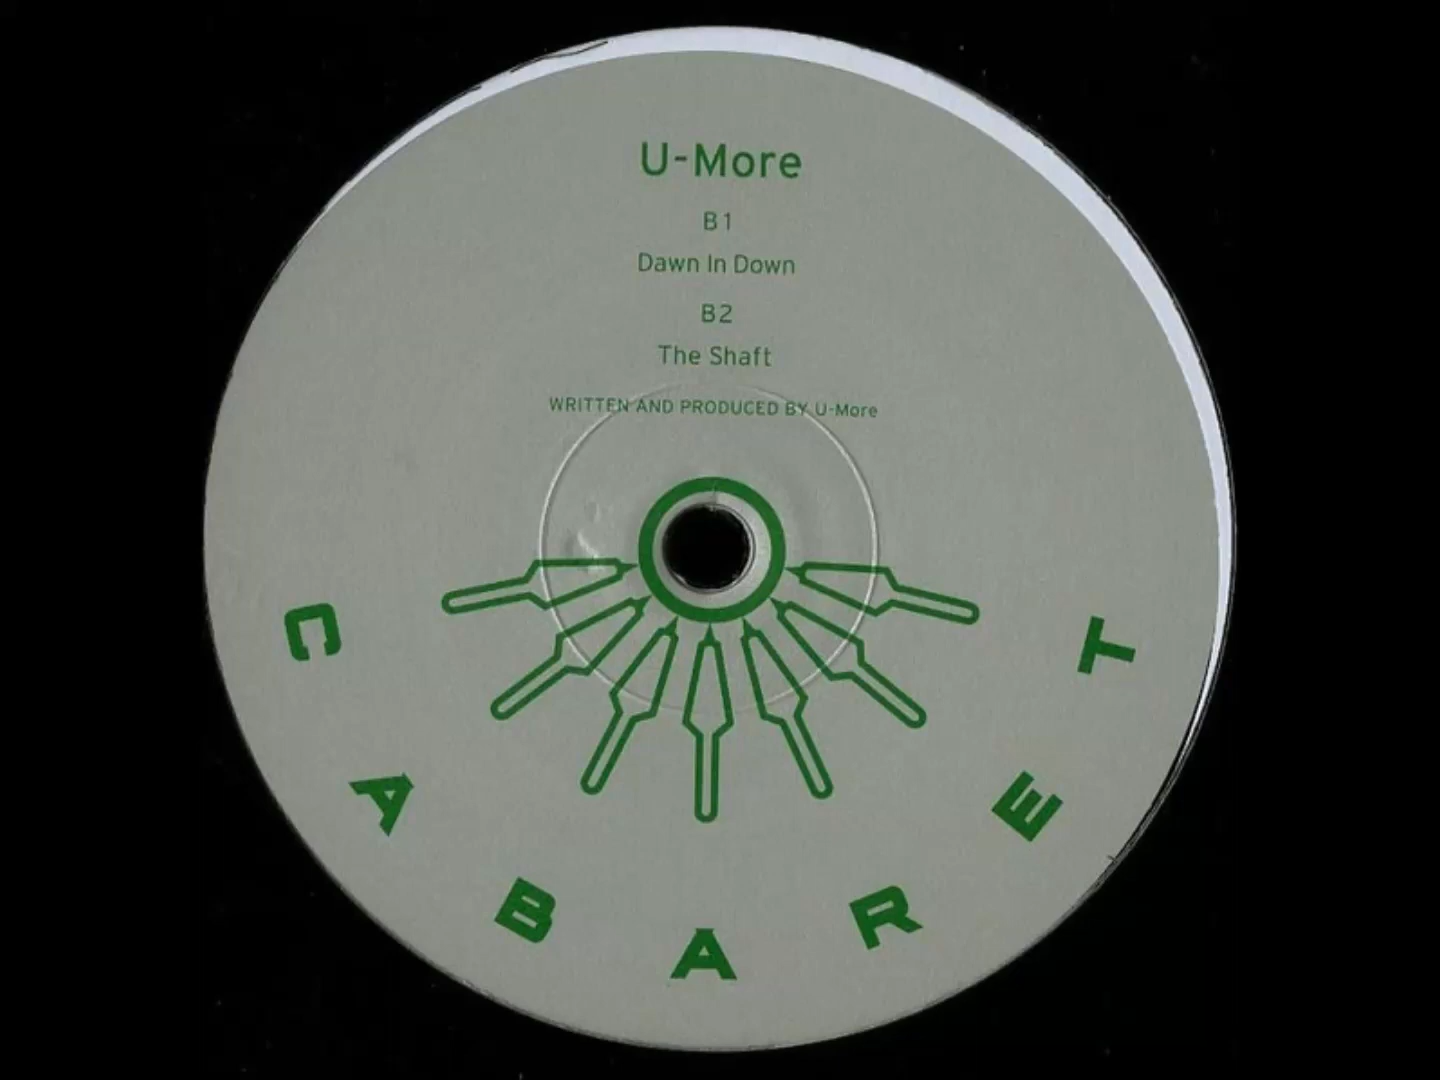 U-More
B1
Dawn In Down
B2
The Shaft
WRITTEN AND PRODUCED BY U-More
CABARET